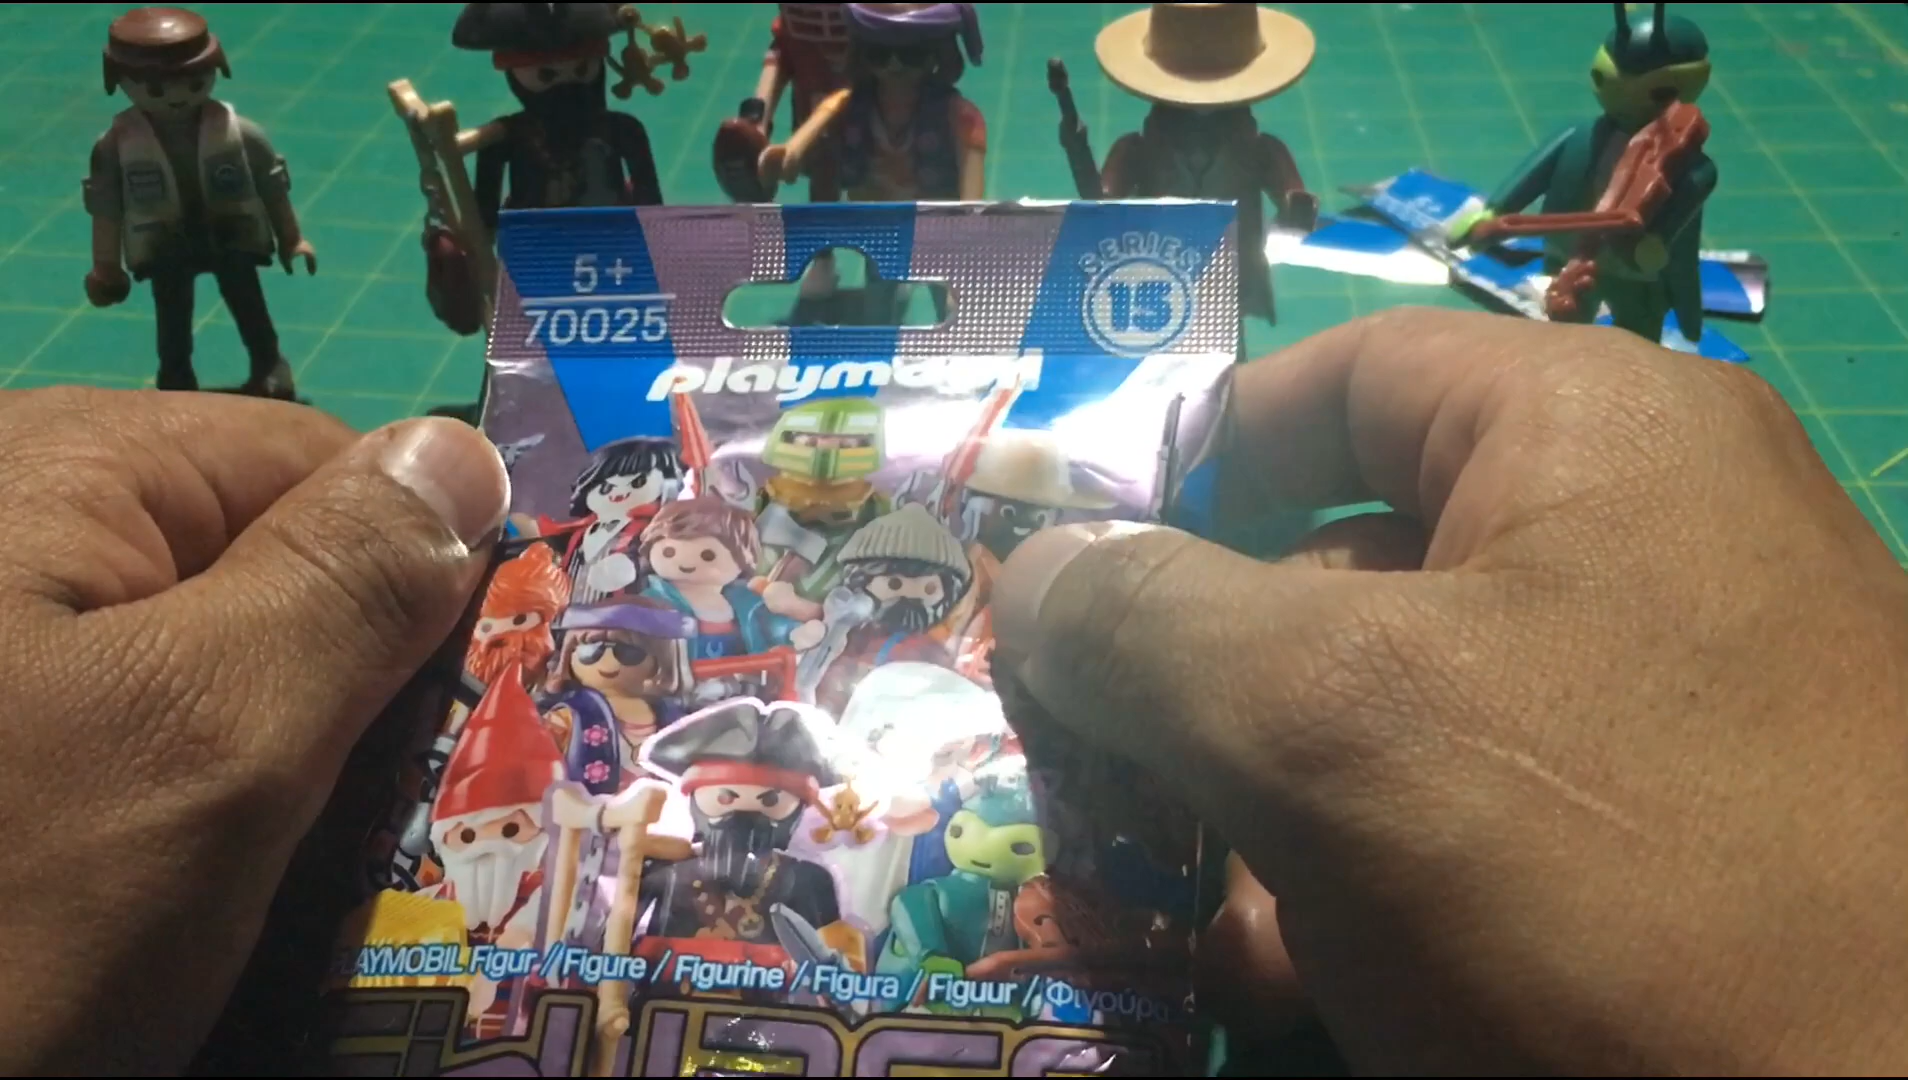 5+
70025
SERIES
15
playmobil
PLAYMOBIL Figur / Figure / Figurine / Figura / Figuur / Φιγούρα